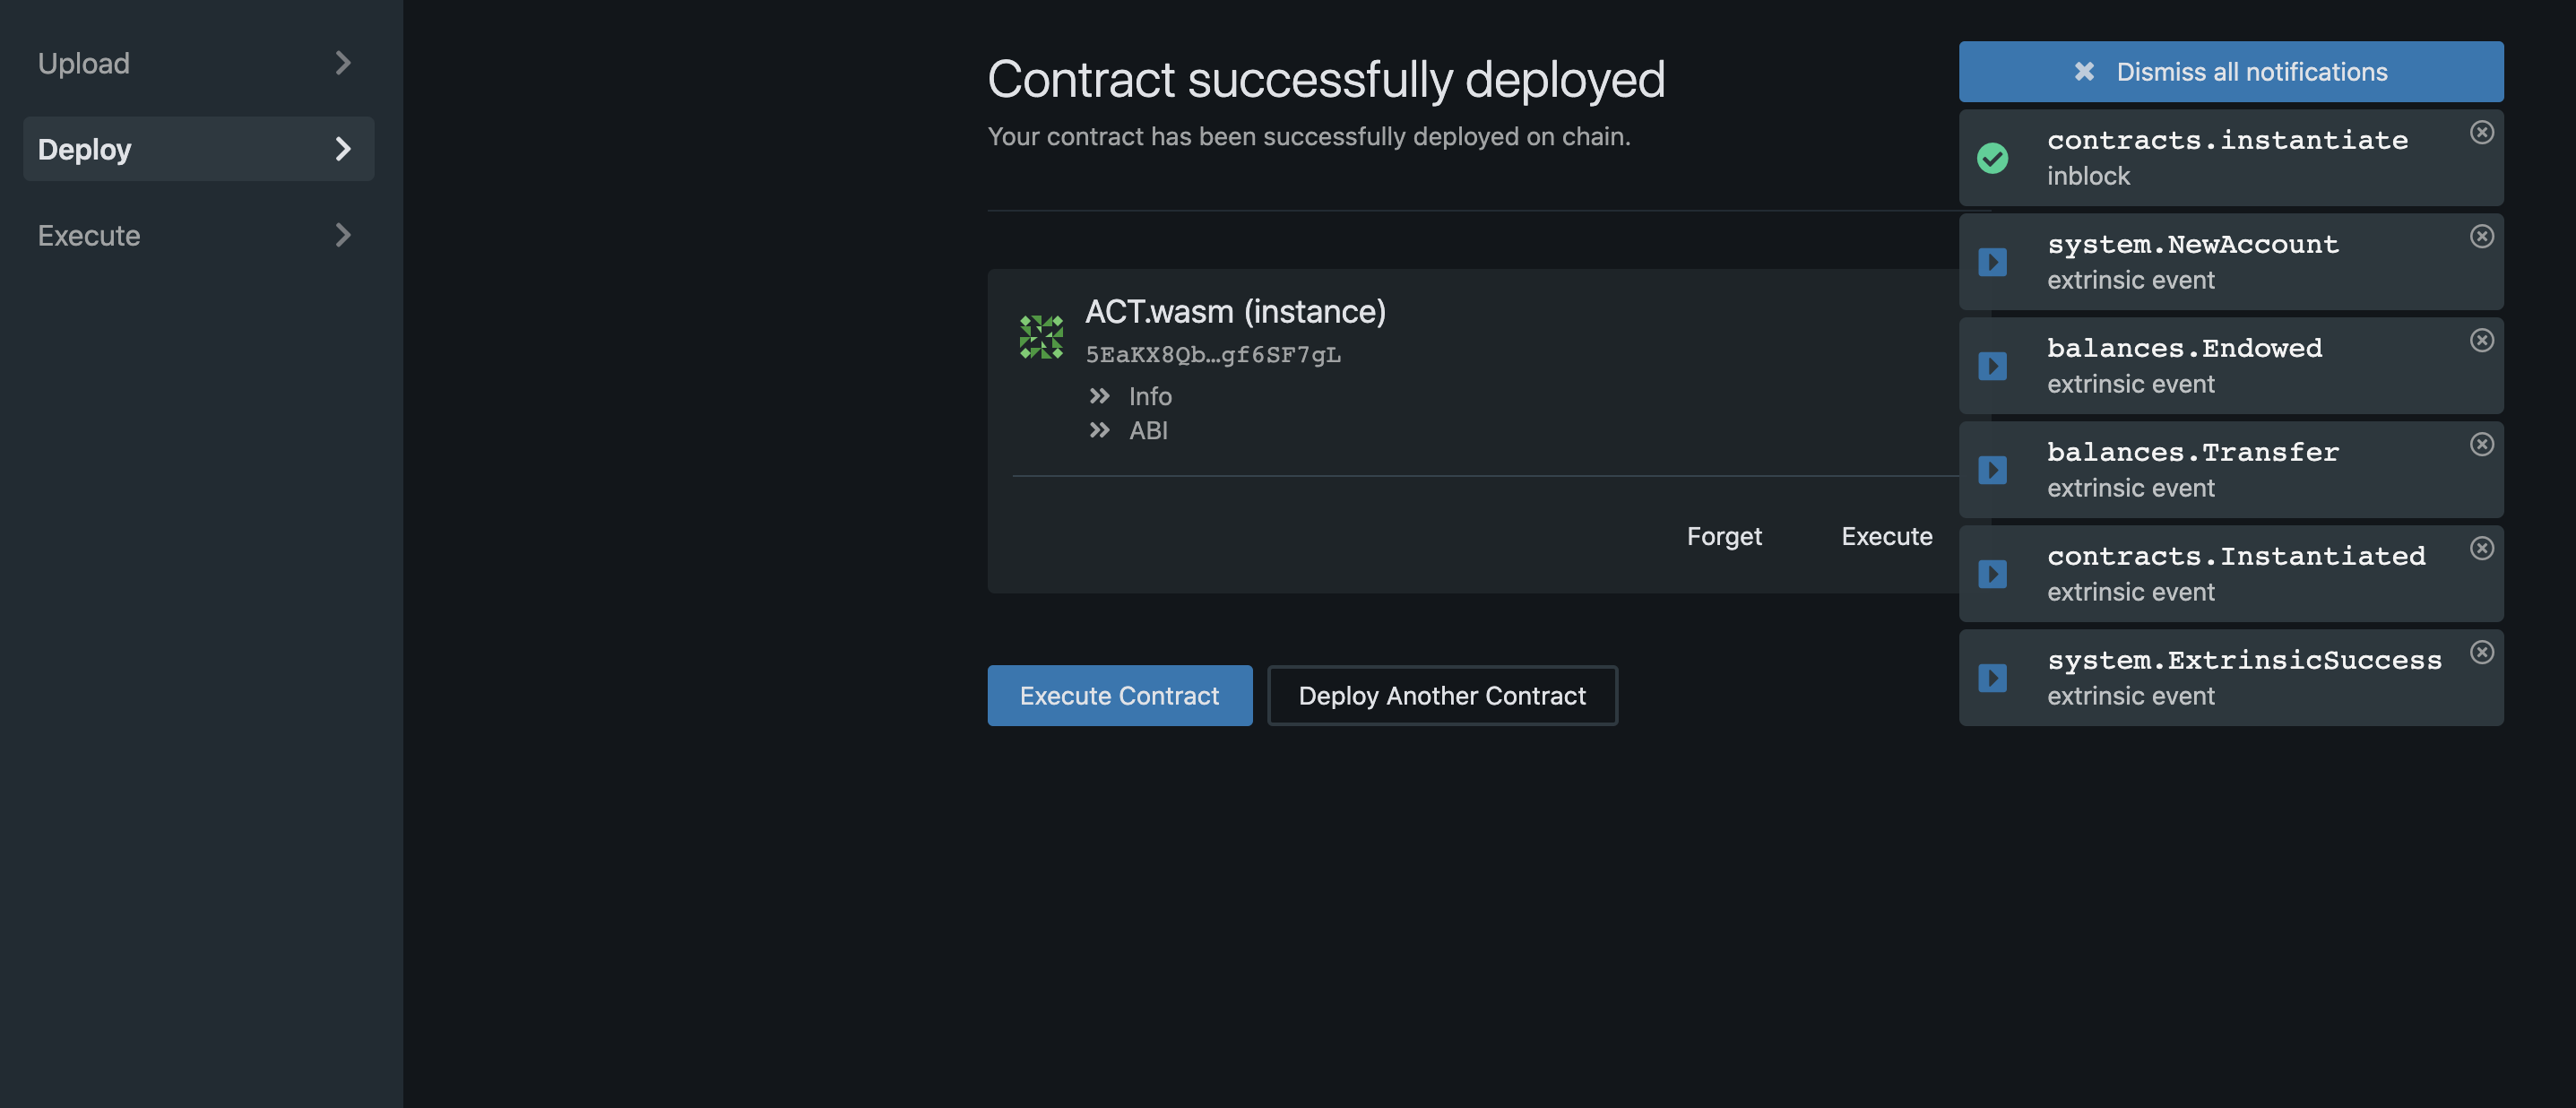 Upload
Deploy
Execute
Contract successfully deployed
Your contract has been successfully deployed on chain.
ACT.wasm (instance)
5EaKX8Qb…gf6SF7gL
Info
ABI
Forget
Execute
Execute Contract
Deploy Another Contract
Dismiss all notifications
contracts.instantiate
inblock
system.NewAccount
extrinsic event
balances.Endowed
extrinsic event
balances.Transfer
extrinsic event
contracts.Instantiated
extrinsic event
system.ExtrinsicSuccess
extrinsic event